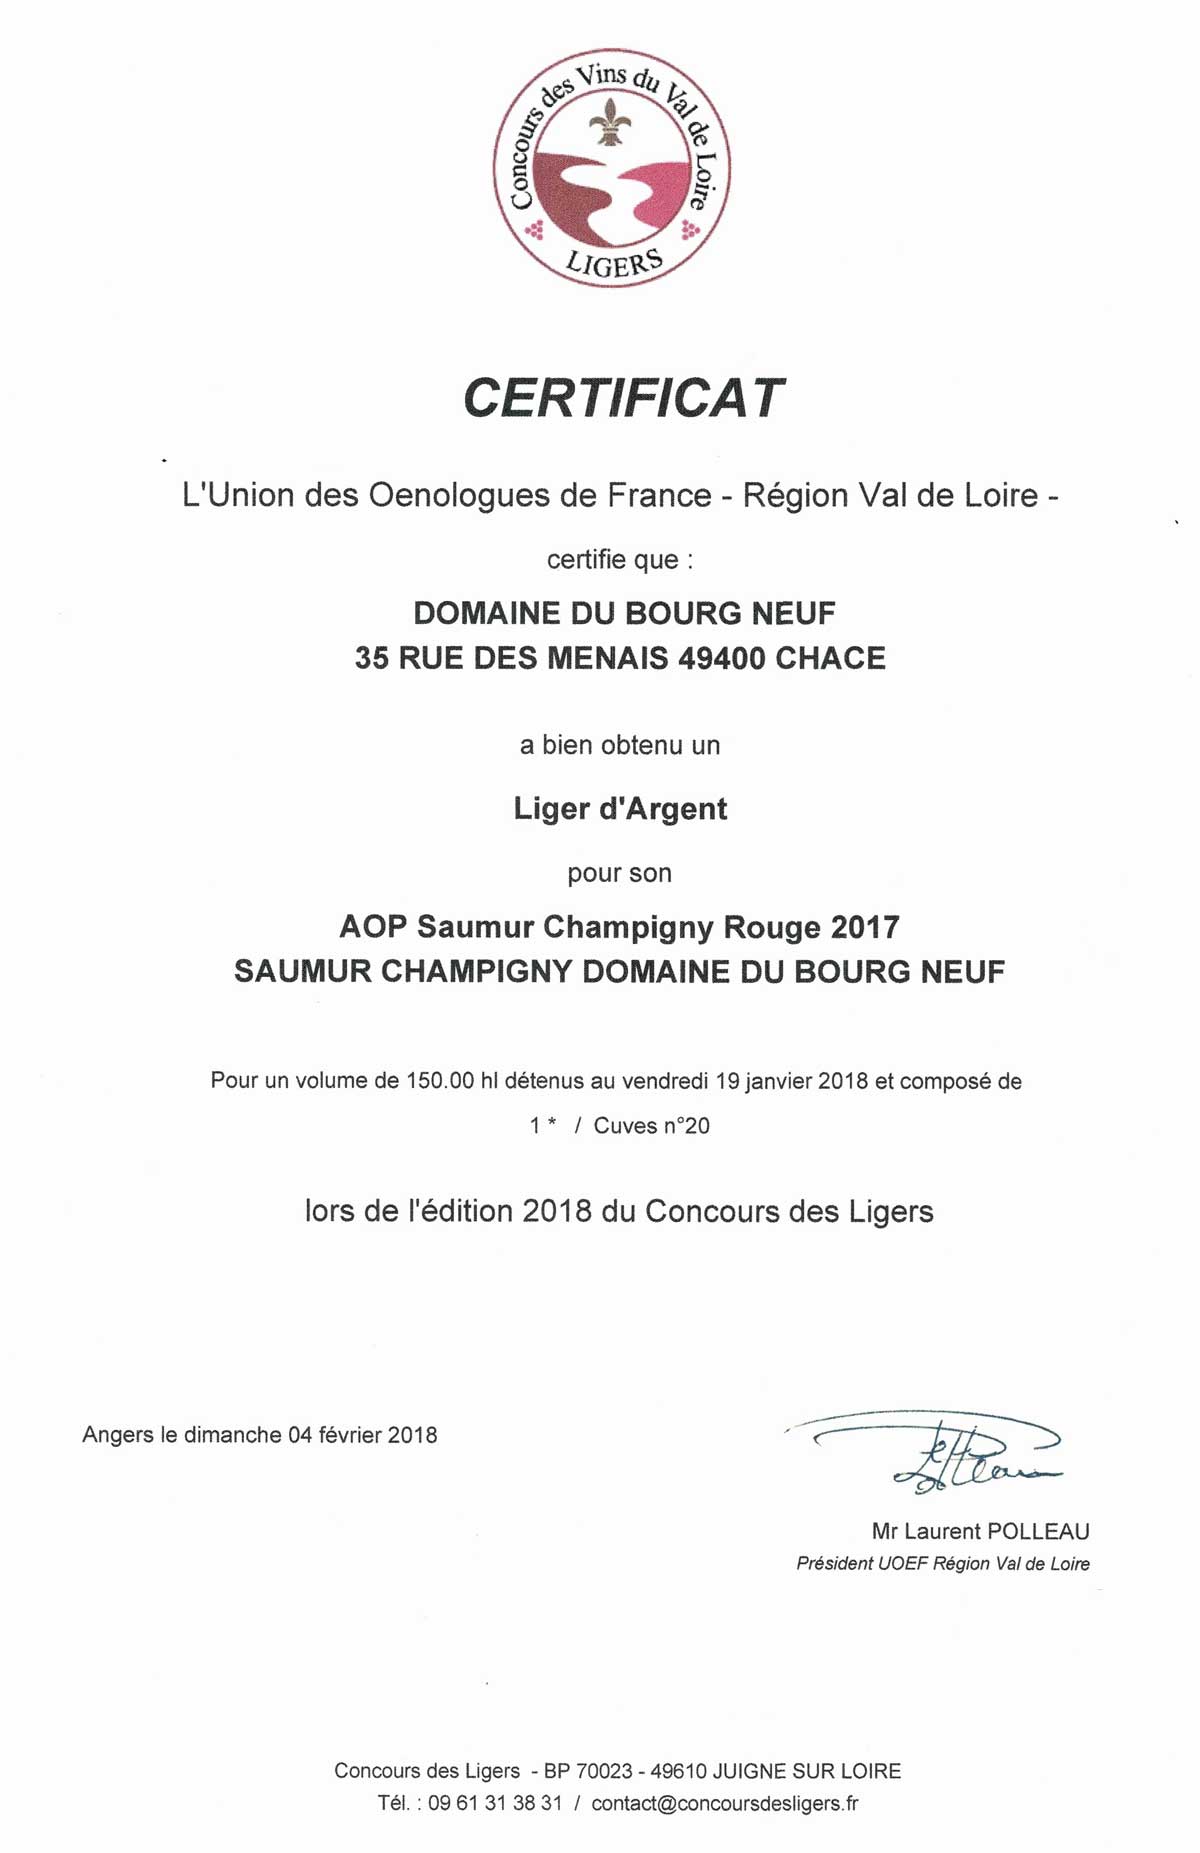 Concours des Vins du Val de Loire
LIGERS
CERTIFICAT
L'Union des Oenologues de France - Région Val de Loire -
certifie que :
DOMAINE DU BOURG NEUF
35 RUE DES MENAIS 49400 CHACE
a bien obtenu un
Liger d'Argent
pour son
AOP Saumur Champigny Rouge 2017
SAUMUR CHAMPIGNY DOMAINE DU BOURG NEUF
Pour un volume de 150.00 hl détenus au vendredi 19 janvier 2018 et composé de
1 * / Cuves n°20
lors de l'édition 2018 du Concours des Ligers
Angers le dimanche 04 février 2018
Mr Laurent POLLEAU
Président UOEF Région Val de Loire
Concours des Ligers - BP 70023 - 49610 JUIGNE SUR LOIRE
Tél. : 09 61 31 38 31 / contact@concoursdesligers.fr